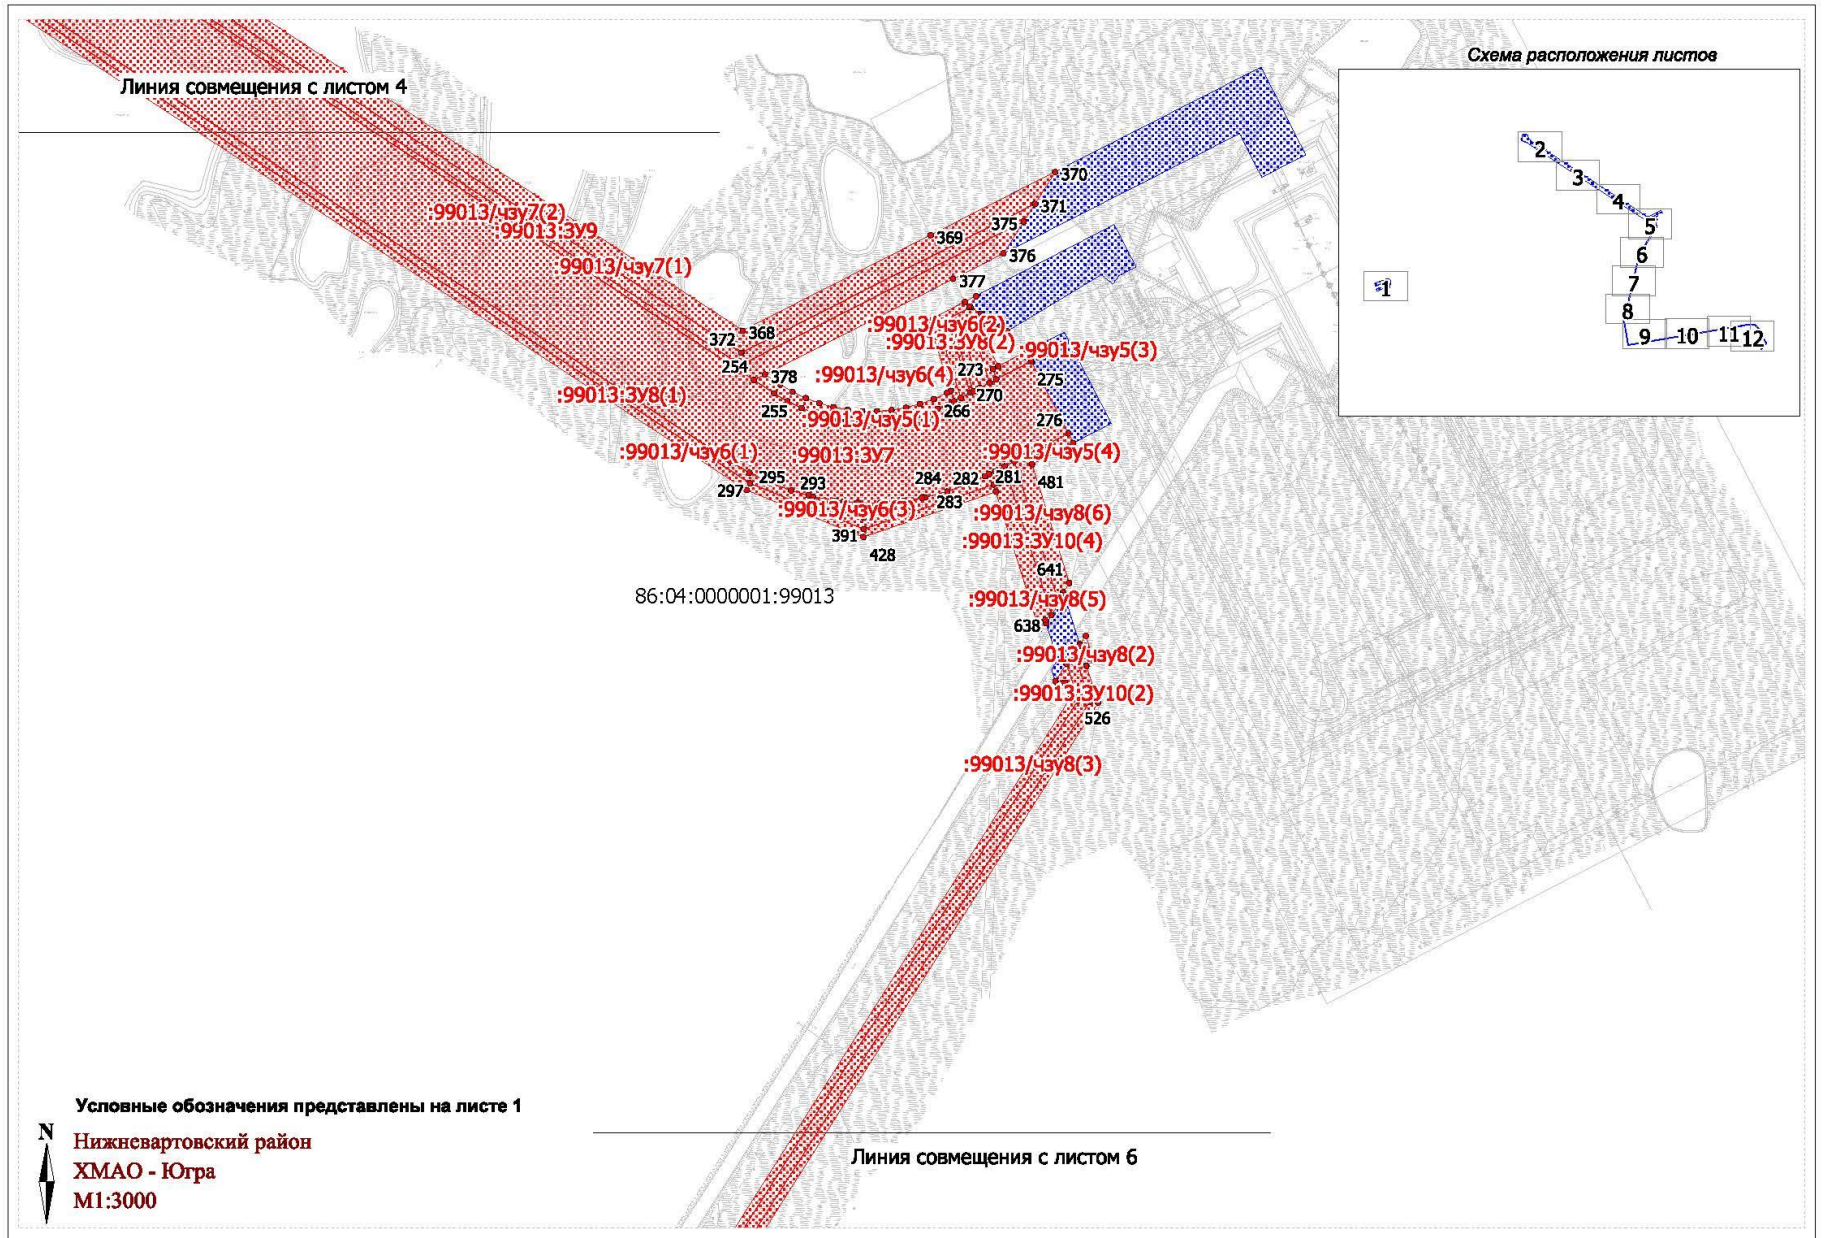 Схема расположения листов
Линия совмещения с листом 4
2
3
4
5
6
7
8
9
10
11
12
1
370
:99013/чзу7(2)
:99013:ЗУ9
371
375
369
376
:99013/чзу7(1)
377
:99013/чзу6(2)
:99013:ЗУ6(2)
372
368
:99013/чзу5(3)
254
273
378
:99013/чзу6(4)
275
:99013:ЗУ8(1)
270
255
266
:99013/чзу5(1)
276
:99013/чзу6(1)
:99013:ЗУ7
:99013/чзу5(4)
295
293
284
282
281
481
297
283
:99013/чзу6(3)
:99013/чзу8(6)
391
:99013:ЗУ10(4)
428
641
86:04:0000001:99013
:99013/чзу8(5)
638
:99013/чзу8(2)
:99013:ЗУ10(2)
526
:99013/чзу8(3)
Условные обозначения представлены на листе 1
N
Нижневартовский район
ХМАО - Югра
М1:3000
Линия совмещения с листом 6